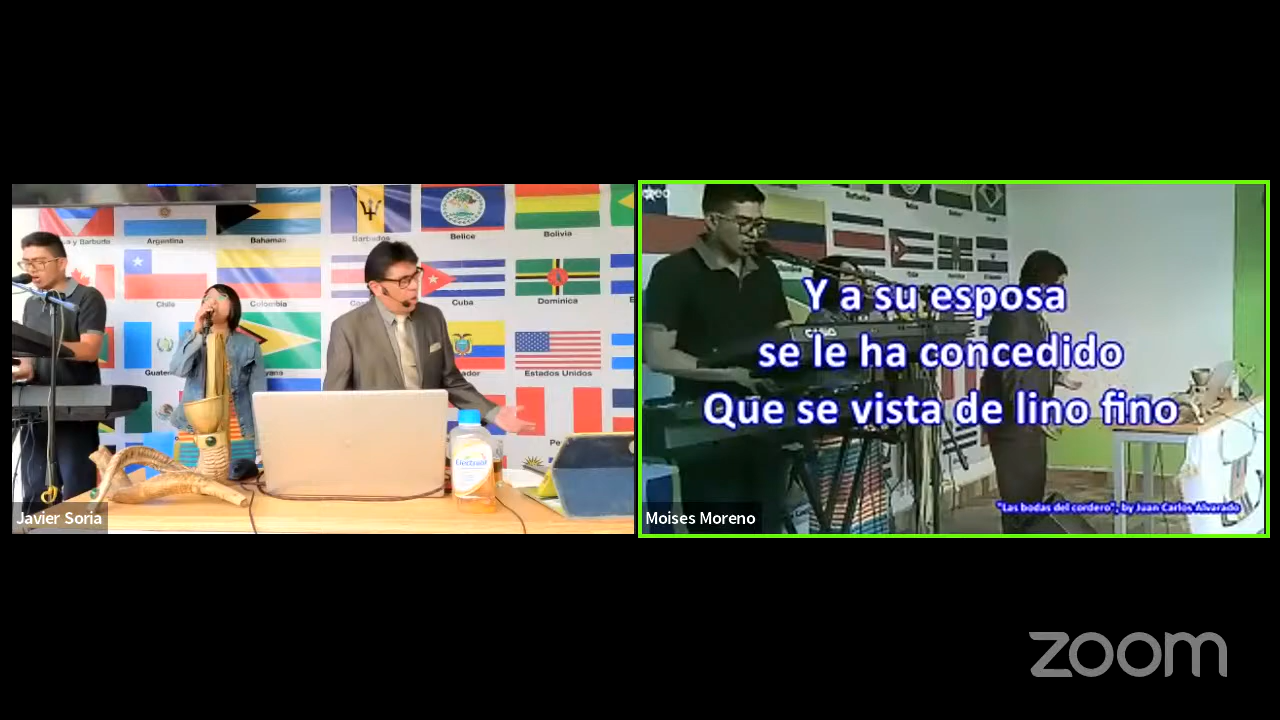 Argentina
Bahamas
Barbados
Belice
Bolivia
Chile
Colombia
Cuba
Dominica
Estados Unidos
Electrolit
Javier Soria
Y a su esposa
se le ha concedido
Que se vista de lino fino
"Las bodas del cordero", by Juan Carlos Alvarado
Moises Moreno
zoom